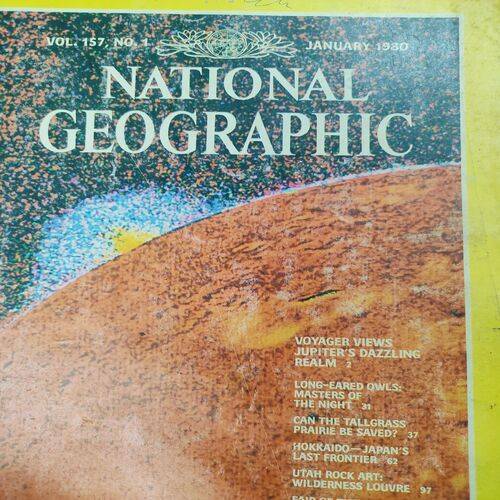 VOL. 157, NO. 1
JANUARY 1980
NATIONAL
GEOGRAPHIC
VOYAGER VIEWS
JUPITER'S DAZZLING
REALM 2
LONG-EARED OWLS:
MASTERS OF
THE NIGHT 31
CAN THE TALLGRASS
PRAIRIE BE SAVED? 37
HOKKAIDO—JAPAN'S
LAST FRONTIER 62
UTAH ROCK ART:
WILDERNESS LOUVRE 97